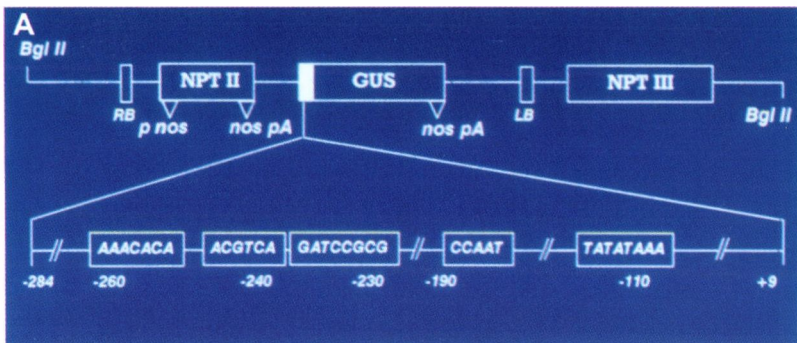 A
Bgl II
NPT II GUS NPT III
RB LB Bgl II
p nos nos pA nos pA
AAACACA ACGTCA GATCCGCG CCAAT TATATAAA
-284 -260 -240 -230 -190 -110 +9